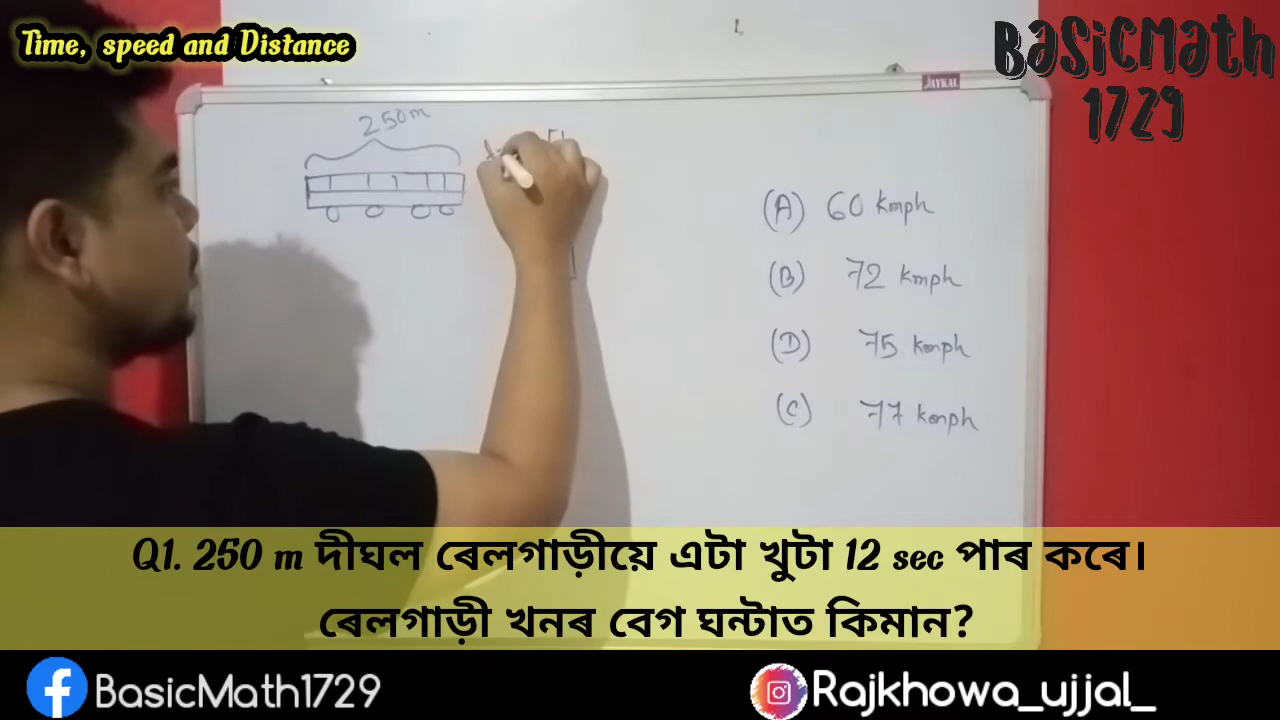 Time, speed and Distance
BasicMath
1729
JAYKAL
250m
(A) 60 kmph
(B) 72 kmph
(D) 75 kmph
(C) 77 kmph
Q1. 250 m দীঘল ৰেলগাড়ীয়ে এটা খুটা 12 sec পাৰ কৰে।
ৰেলগাড়ী খনৰ বেগ ঘন্টাত কিমান?
BasicMath1729
Rajkhowa_ujjal_